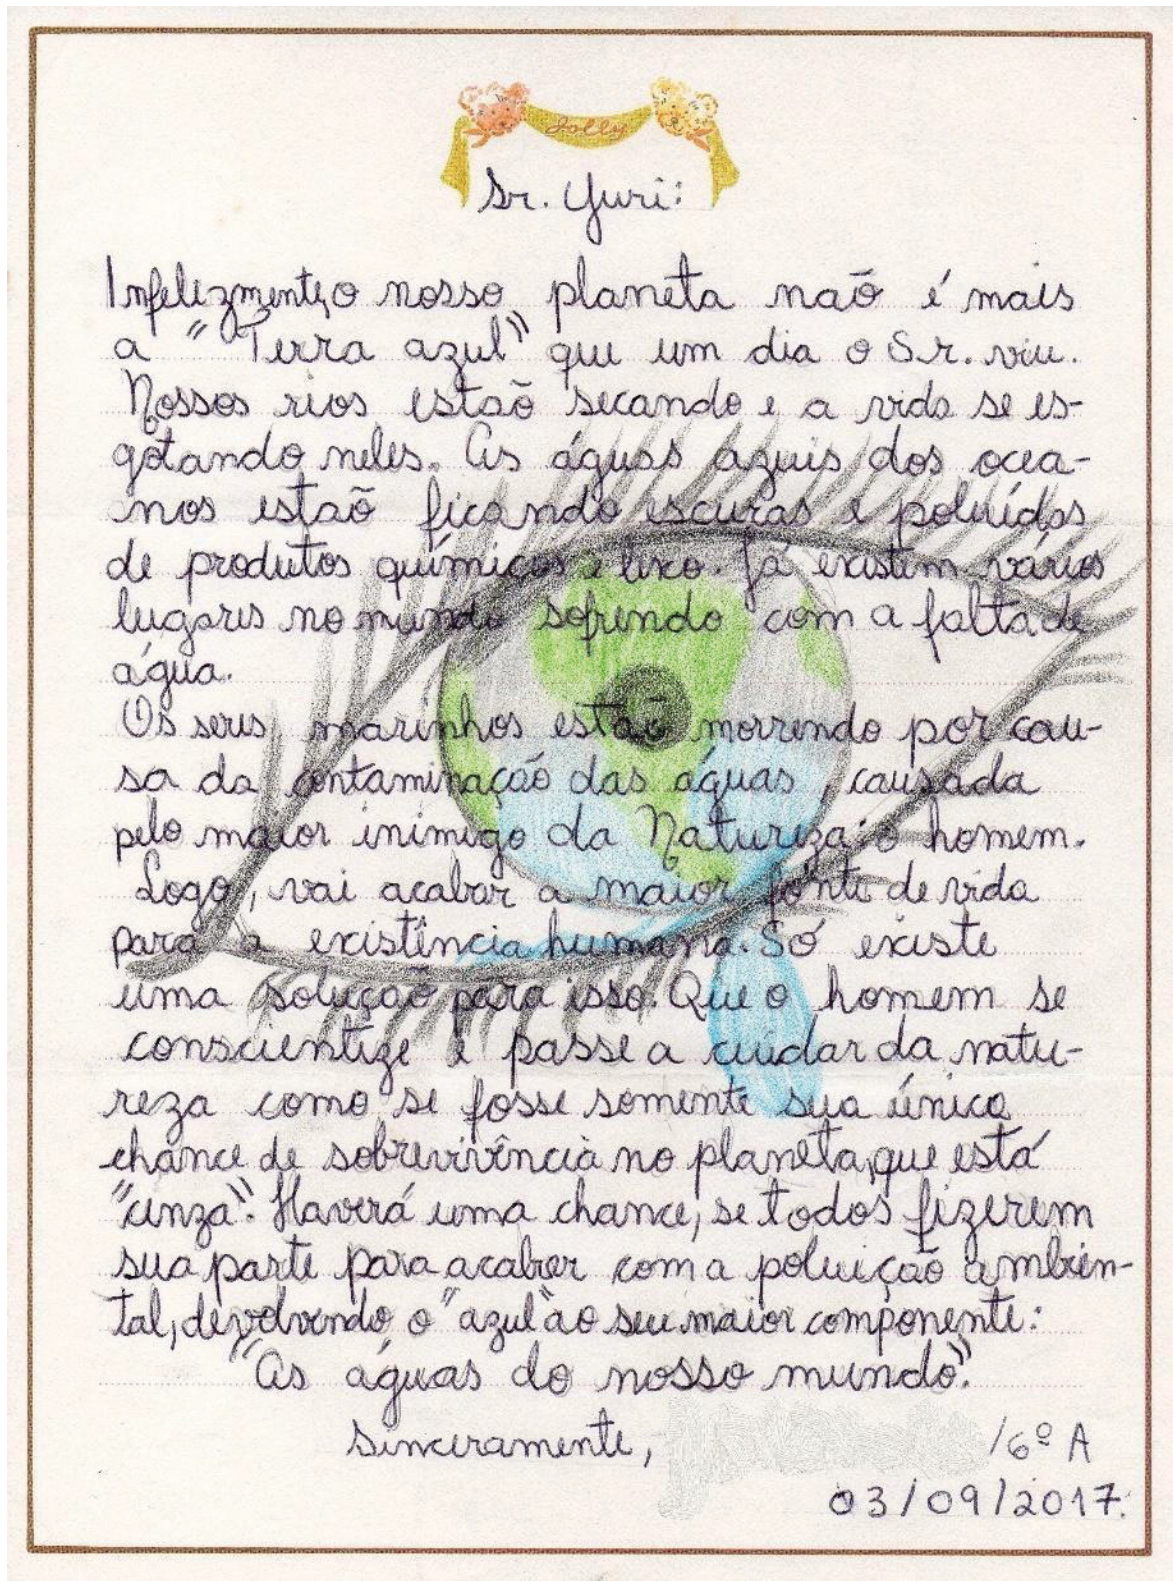 Jolly
Sr. Yuri:
Infelizmente, o nosso planeta não é mais
a "Terra azul" que um dia o Sr. viu.
Nossos rios estão secando e a vida se es-
gotando neles. As águas azuis dos ocea-
nos estão ficando escuras e poluídas
de produtos químicos e lixo. Já existem vários
lugares no mundo sofrendo com a falta de
água.
Os seres marinhos estão morrendo por cau-
sa da contaminação das águas, causada
pelo maior inimigo da Natureza: o homem.
Logo, vai acabar a maior fonte de vida
para a existência humana. Só existe
uma solução para isso. Que o homem se
conscientize e passe a cuidar da natu-
reza como se fosse somente sua única
chance de sobrevivência no planeta, que está
"cinza". Haverá uma chance, se todos fizerem
sua parte para acabar com a poluição ambien-
tal, devolvendo o "azul" ao seu maior componente:
"As águas do nosso mundo".
Sinceramente,
/6º A
03/09/2017.